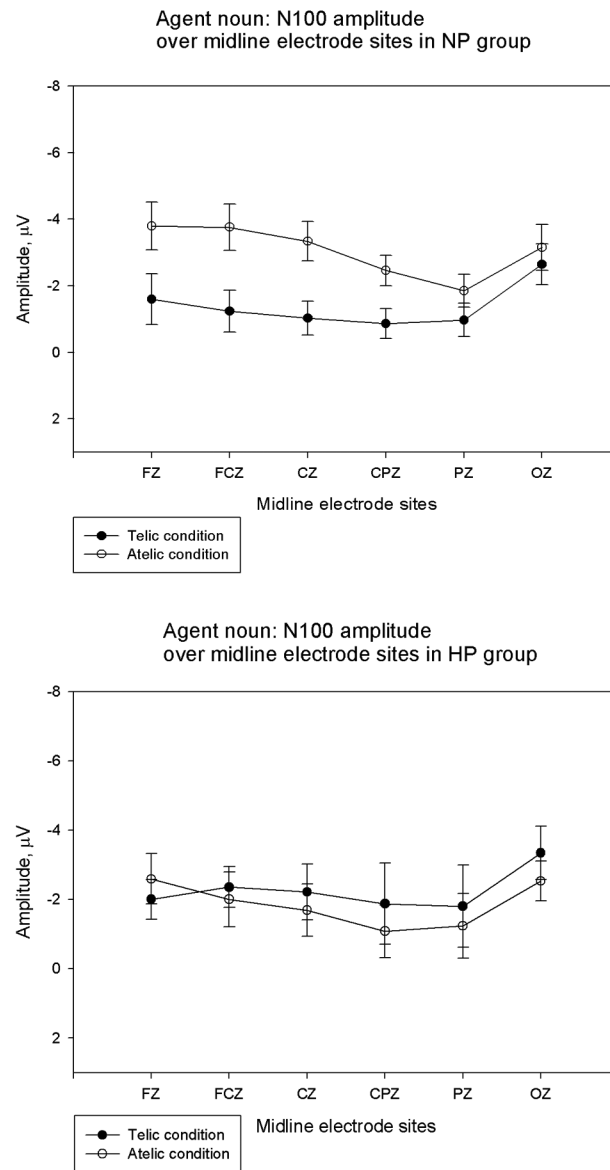 Agent noun: N100 amplitude
over midline electrode sites in NP group
-8
-6
-4
-2
0
2
Amplitude, μV
FZ FCZ CZ CPZ PZ OZ
Midline electrode sites
Telic condition
Atelic condition
Agent noun: N100 amplitude
over midline electrode sites in HP group
-8
-6
-4
-2
0
2
Amplitude, μV
FZ FCZ CZ CPZ PZ OZ
Midline electrode sites
Telic condition
Atelic condition